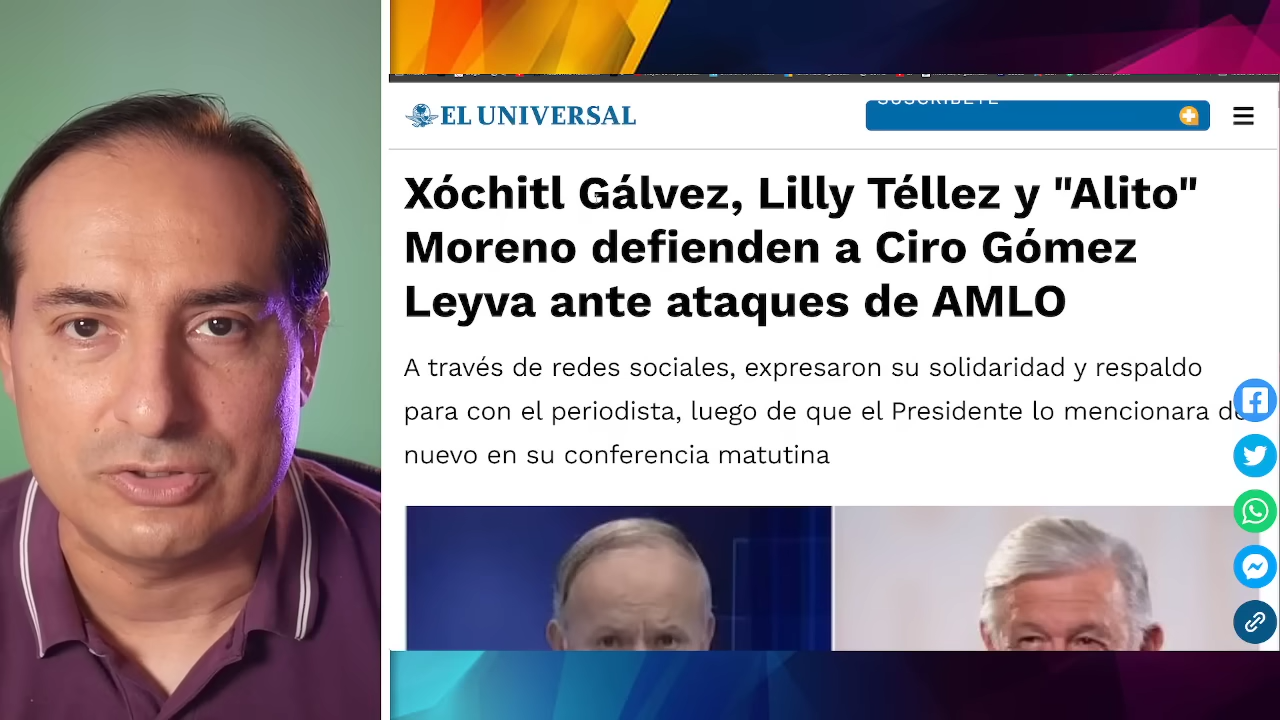 EL UNIVERSAL
SUSCRÍBETE
Xóchitl Gálvez, Lilly Téllez y "Alito"
Moreno defienden a Ciro Gómez
Leyva ante ataques de AMLO
A través de redes sociales, expresaron su solidaridad y respaldo
para con el periodista, luego de que el Presidente lo mencionara de
nuevo en su conferencia matutina